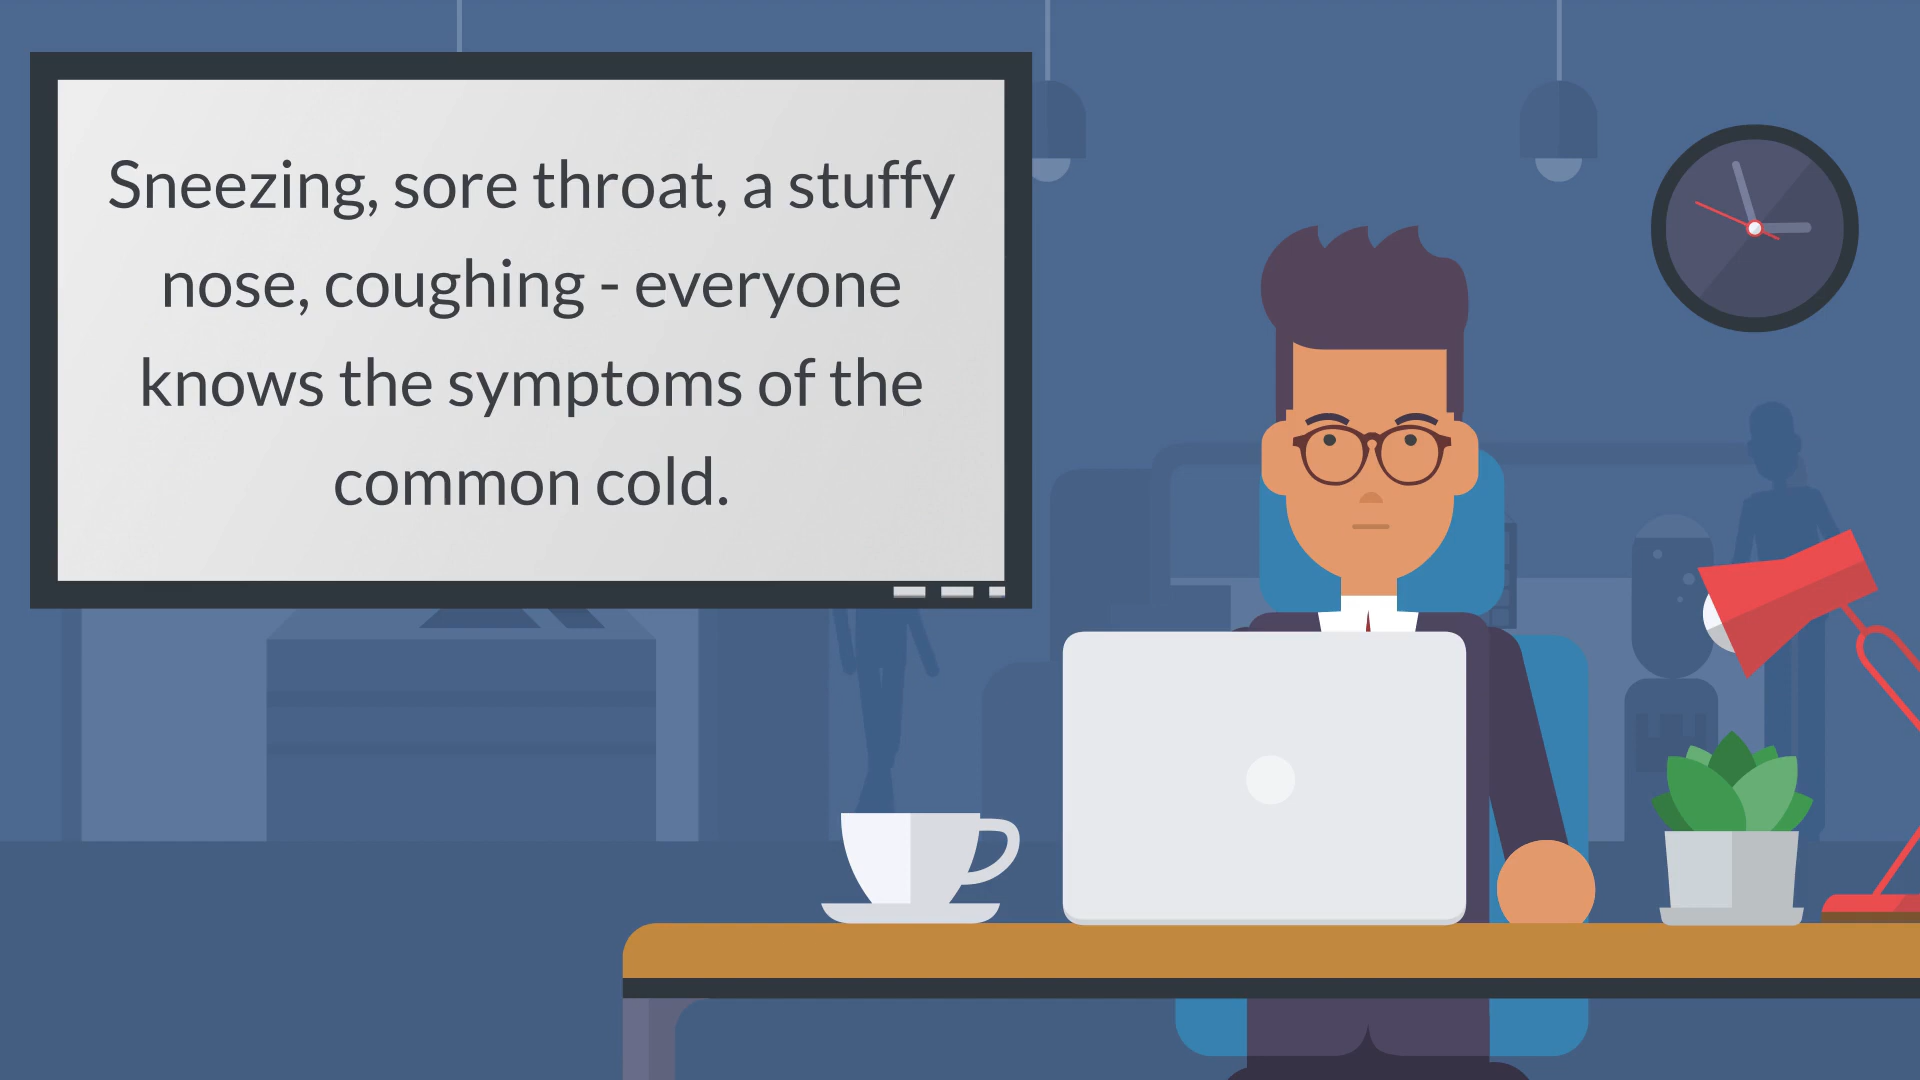 Sneezing, sore throat, a stuffy
nose, coughing - everyone
knows the symptoms of the
common cold.